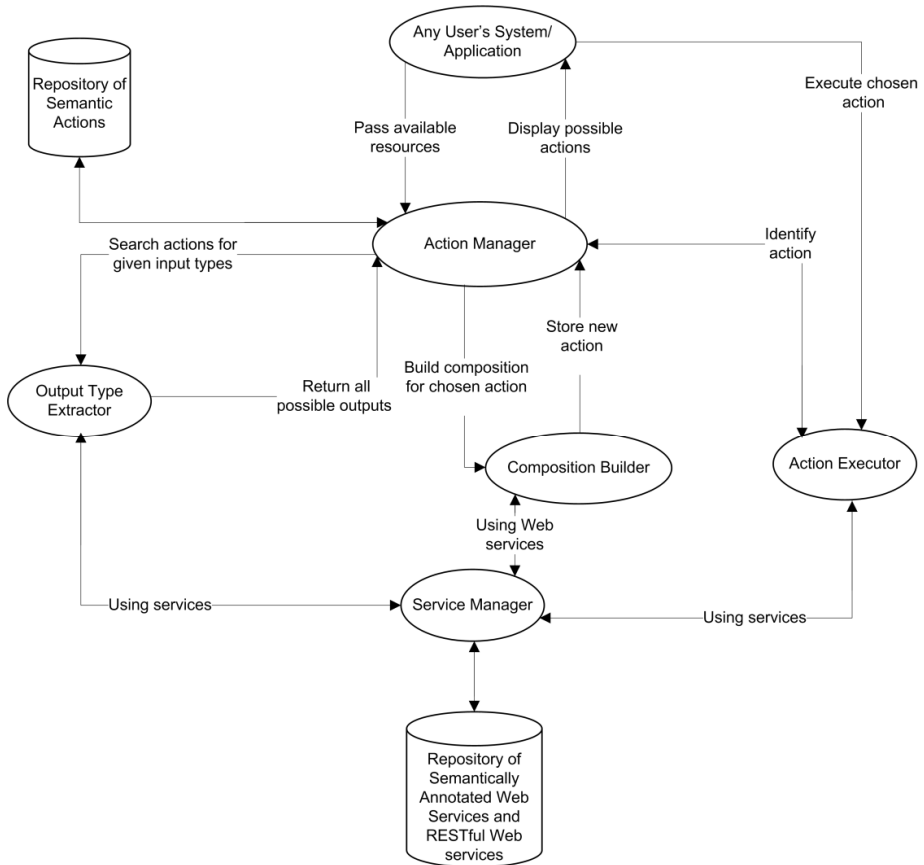 Any User's System/
Application
Repository of
Semantic
Actions
Execute chosen
action
Pass available
resources
Display possible
actions
Action Manager
Identify
action
Search actions for
given input types
Store new
action
Build composition
for chosen action
Return all
possible outputs
Output Type
Extractor
Composition Builder
Action Executor
Using Web
services
Using services
Service Manager
Using services
Repository of
Semantically
Annotated Web
Services and
RESTful Web
services